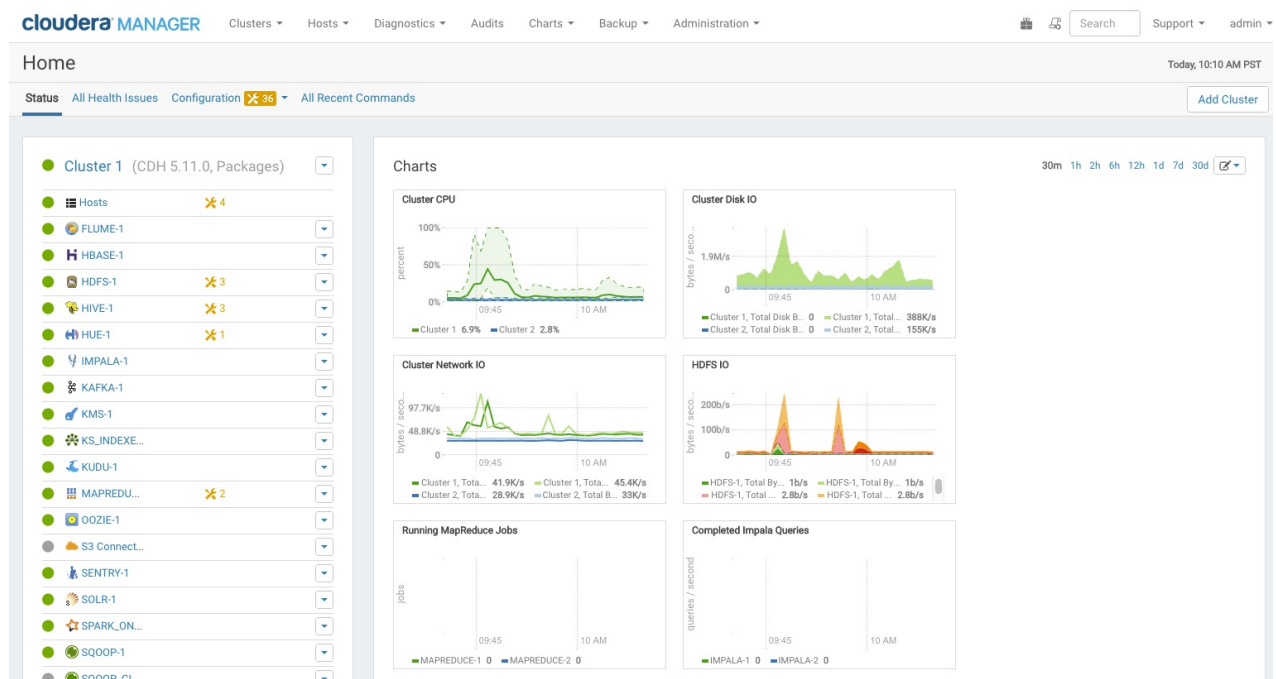 cloudera MANAGER Clusters Hosts Diagnostics Audits Charts Backup Administration Search Support admin
Home
Today, 10:10 AM PST
Status All Health Issues Configuration 36 All Recent Commands Add Cluster
Cluster 1 (CDH 5.11.0, Packages)
Hosts 4
FLUME-1
HBASE-1
HDFS-1 3
HIVE-1 3
HUE-1 1
IMPALA-1
KAFKA-1
KMS-1
KS_INDEXE...
KUDU-1
MAPREDU... 2
OOZIE-1
S3 Connect...
SENTRY-1
SOLR-1
SPARK_ON...
SQOOP-1
Charts
30m 1h 2h 6h 12h 1d 7d 30d
Cluster CPU
percent
100%
50%
0%
09:45 10 AM
Cluster 1 6.9% Cluster 2 2.8%
Cluster Disk IO
bytes / seco...
1.9M/s
0
09:45 10 AM
Cluster 1, Total Disk B... 0 Cluster 1, Total... 388K/s
Cluster 2, Total Disk B... 0 Cluster 2, Total... 155K/s
Cluster Network IO
bytes / seco...
97.7K/s
48.8K/s
0
09:45 10 AM
Cluster 1, Tota... 41.9K/s Cluster 1, Tota... 45.4K/s
Cluster 2, Tota... 28.9K/s Cluster 2, Total B... 33K/s
HDFS IO
bytes / seco...
200b/s
100b/s
0
09:45 10 AM
HDFS-1, Total By... 1b/s HDFS-1, Total By... 1b/s
HDFS-1, Total ... 2.8b/s HDFS-1, Total ... 2.8b/s
Running MapReduce Jobs
jobs
09:45 10 AM
MAPREDUCE-1 0 MAPREDUCE-2 0
Completed Impala Queries
queries / second
09:45 10 AM
IMPALA-1 0 IMPALA-2 0